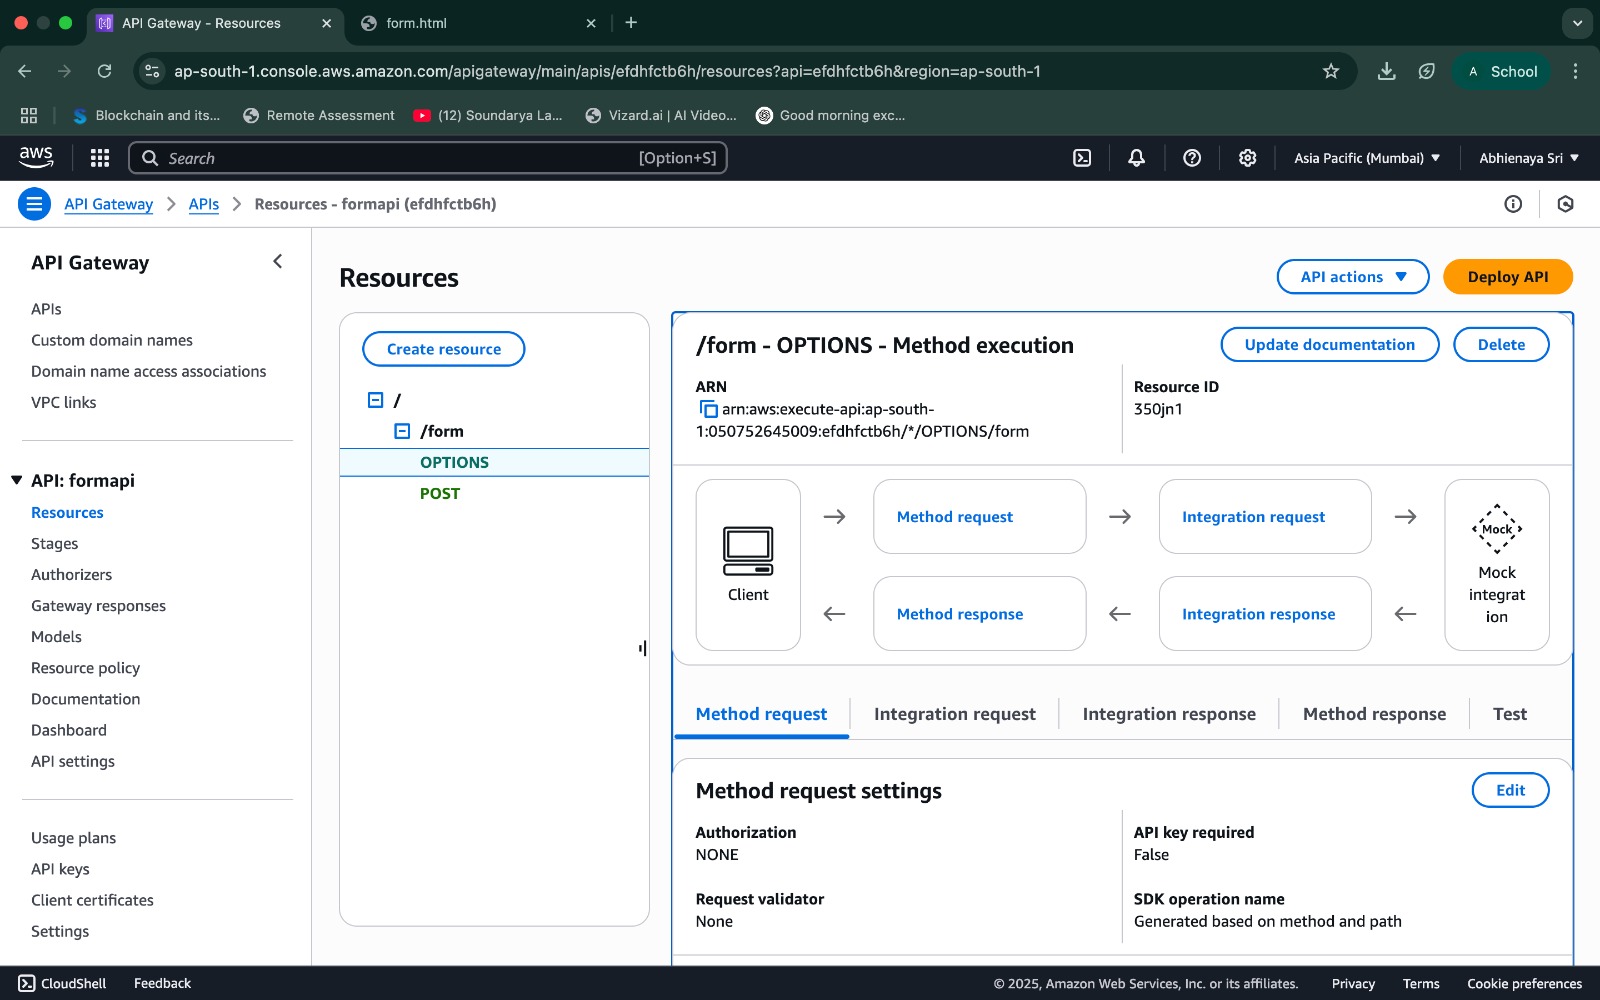 API Gateway - Resources
form.html
ap-south-1.console.aws.amazon.com/apigateway/main/apis/efdhfctb6h/resources?api=efdhfctb6h&region=ap-south-1
A School
Blockchain and its...
Remote Assessment
(12) Soundarya La...
Vizard.ai | AI Video...
Good morning exc...
aws
Search
[Option+S]
Asia Pacific (Mumbai)
Abhienaya Sri
API Gateway
APIs
Resources - formapi (efdhfctb6h)
API Gateway
APIs
Custom domain names
Domain name access associations
VPC links
API: formapi
Resources
Stages
Authorizers
Gateway responses
Models
Resource policy
Documentation
Dashboard
API settings
Usage plans
API keys
Client certificates
Settings
Resources
API actions
Deploy API
Create resource
/
/form
OPTIONS
POST
/form - OPTIONS - Method execution
Update documentation
Delete
ARN
arn:aws:execute-api:ap-south-
1:050752645009:efdhfctb6h/*/OPTIONS/form
Resource ID
350jn1
Client
Method request
Integration request
Method response
Integration response
Mock
Mock
integrat
ion
Method request
Integration request
Integration response
Method response
Test
Method request settings
Edit
Authorization
NONE
API key required
False
Request validator
None
SDK operation name
Generated based on method and path
CloudShell
Feedback
© 2025, Amazon Web Services, Inc. or its affiliates.
Privacy
Terms
Cookie preferences